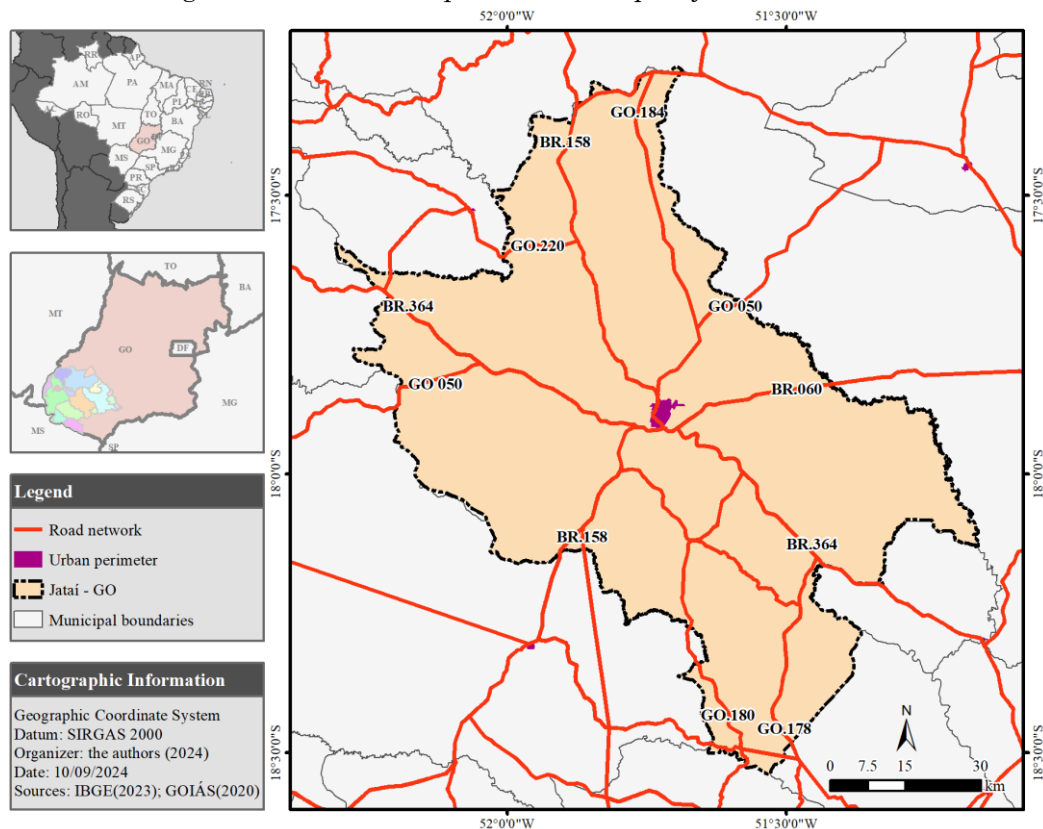 52°0'0"W
51°30'0"W
RR
AP
AM
PA
MA
CE
RN
PI
AC
RO
TO
MT
BA
GO
DF
MG
ES
MS
SP
PR
RS
TO
BA
MT
GO
DF
MG
MS
SP
Legend
Road network
Urban perimeter
Jataí - GO
Municipal boundaries
Cartographic Information
Geographic Coordinate System
Datum: SIRGAS 2000
Organizer: the authors (2024)
Date: 10/09/2024
Sources: IBGE(2023); GOIÁS(2020)
GO.184
BR.158
17°30'0"S
17°30'0"S
GO.220
BR.364
GO 050
GO 050
BR.060
18°0'0"S
18°0'0"S
BR.158
BR.364
GO.180
GO.178
N
0 7.5 15 30
km
18°30'0"S
18°30'0"S
52°0'0"W
51°30'0"W